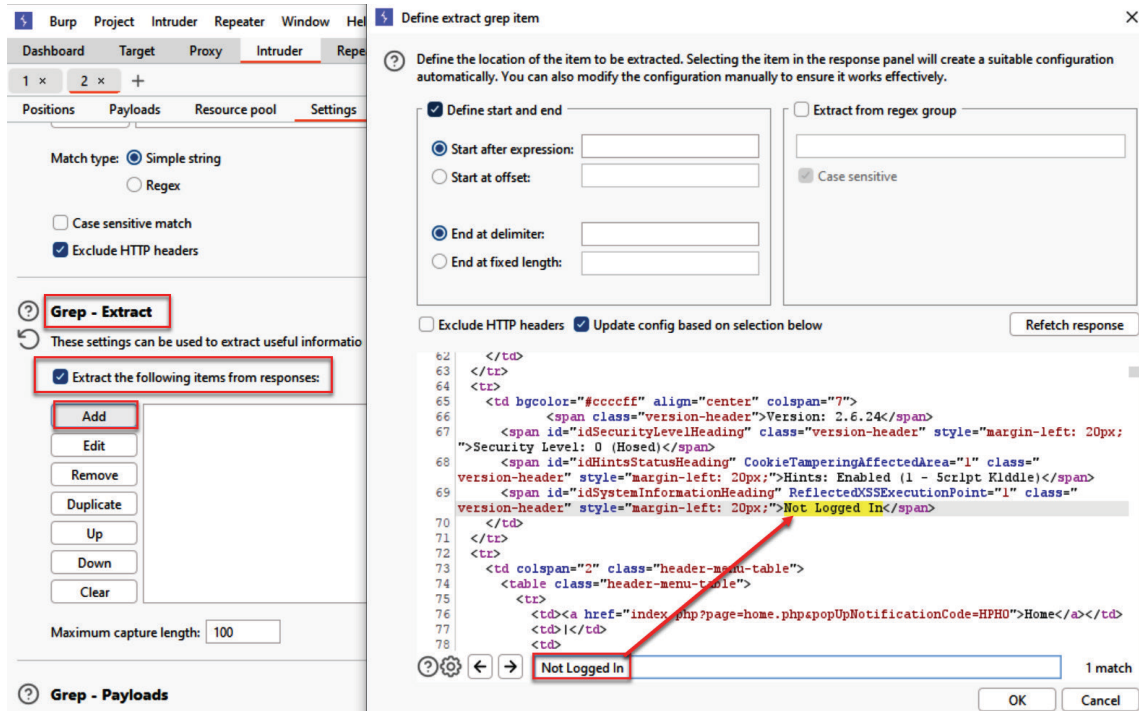 Burp Project Intruder Repeater Window Hel
Dashboard Target Proxy Intruder Repe
1 × 2 × +
Positions Payloads Resource pool Settings
Match type: Simple string
Regex
Case sensitive match
Exclude HTTP headers
Grep - Extract
These settings can be used to extract useful informatio
Extract the following items from responses:
Add
Edit
Remove
Duplicate
Up
Down
Clear
Maximum capture length: 100
Grep - Payloads
Define extract grep item
Define the location of the item to be extracted. Selecting the item in the response panel will create a suitable configuration
automatically. You can also modify the configuration manually to ensure it works effectively.
Define start and end
Start after expression:
Start at offset:
End at delimiter:
End at fixed length:
Extract from regex group
Case sensitive
Exclude HTTP headers Update config based on selection below Refetch response
62 </td>
63 </tr>
64 <tr>
65 <td bgcolor="#ccccff" align="center" colspan="7">
66 <span class="version-header">Version: 2.6.24</span>
67 <span id="idSecurityLevelHeading" class="version-header" style="margin-left: 20px;
">Security Level: 0 (Hosed)</span>
68 <span id="idHintsStatusHeading" CookieTamperingAffectedArea="1" class="
version-header" style="margin-left: 20px;">Hints: Enabled (1 - 5cr1pt K1ddle)</span>
69 <span id="idSystemInformationHeading" ReflectedXSSExecutionPoint="1" class="
version-header" style="margin-left: 20px;">Not Logged In</span>
70 </td>
71 </tr>
72 <tr>
73 <td colspan="2" class="header-menu-table">
74 <table class="header-menu-table">
75 <tr>
76 <td><a href="index.php?page=home.php&popUpNotificationCode=HPH0">Home</a></td>
77 <td>|</td>
78 <td>
Not Logged In 1 match
OK Cancel